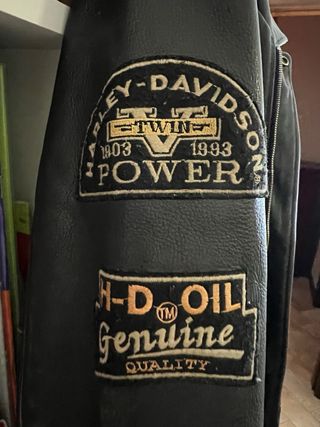 HARLEY-DAVIDSON
V
TWIN
1903 1993
POWER
H-D OIL
TM
Genuine
QUALITY